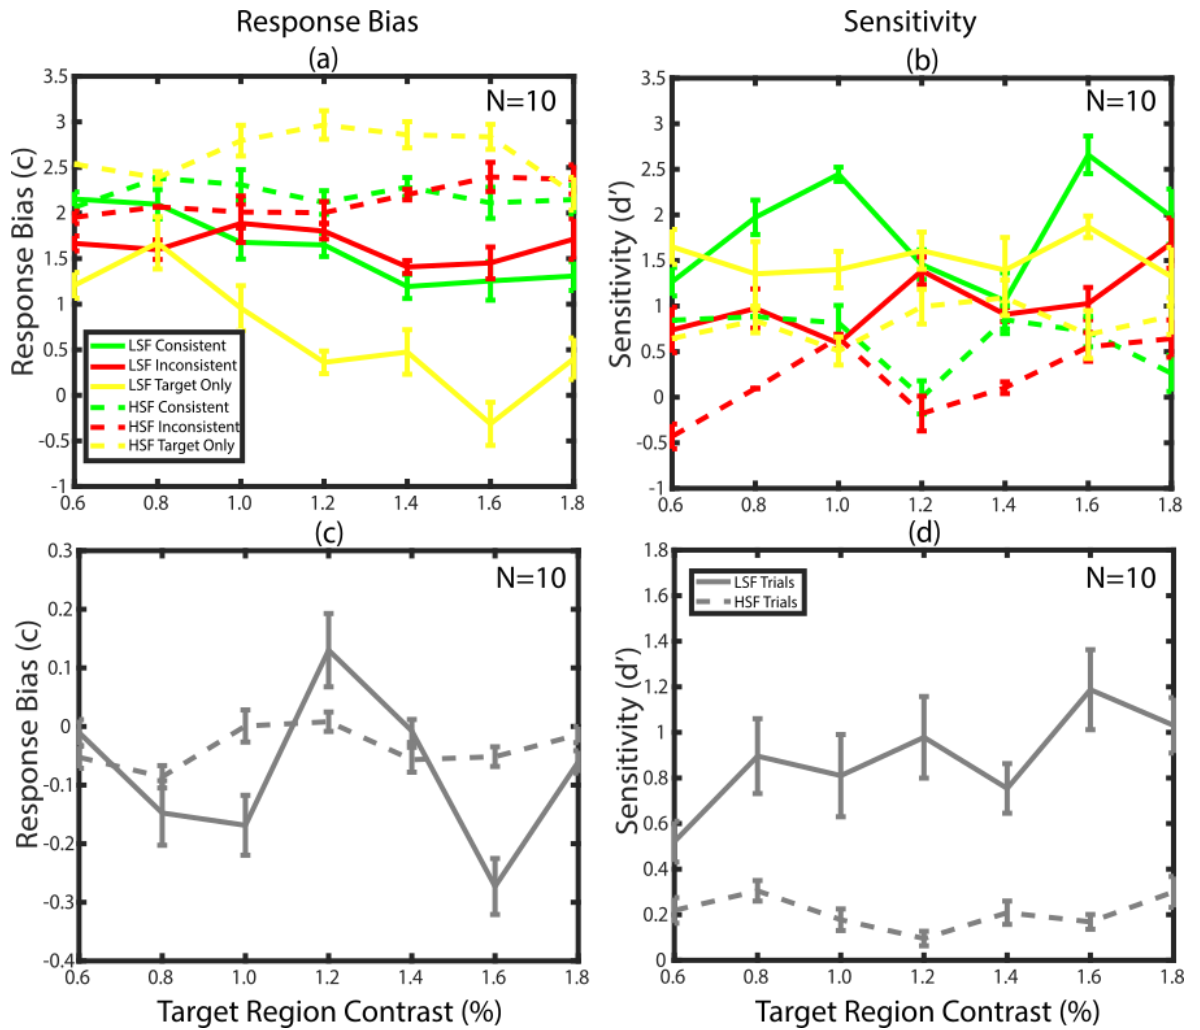 Response Bias
Sensitivity
(a)
(b)
3.5
3
2.5
2
1.5
1
0.5
0
-0.5
-1
Response Bias (c)
N=10
LSF Consistent
LSF Inconsistent
LSF Target Only
HSF Consistent
HSF Inconsistent
HSF Target Only
0.6 0.8 1.0 1.2 1.4 1.6 1.8
3.5
3
2.5
2
1.5
1
0.5
0
-0.5
-1
Sensitivity (d’)
N=10
0.6 0.8 1.0 1.2 1.4 1.6 1.8
(c)
(d)
0.3
0.2
0.1
0
-0.1
-0.2
-0.3
-0.4
Response Bias (c)
N=10
0.6 0.8 1.0 1.2 1.4 1.6 1.8
Target Region Contrast (%)
1.8
1.6
1.4
1.2
1
0.8
0.6
0.4
0.2
0
Sensitivity (d’)
LSF Trials
HSF Trials
N=10
0.6 0.8 1.0 1.2 1.4 1.6 1.8
Target Region Contrast (%)